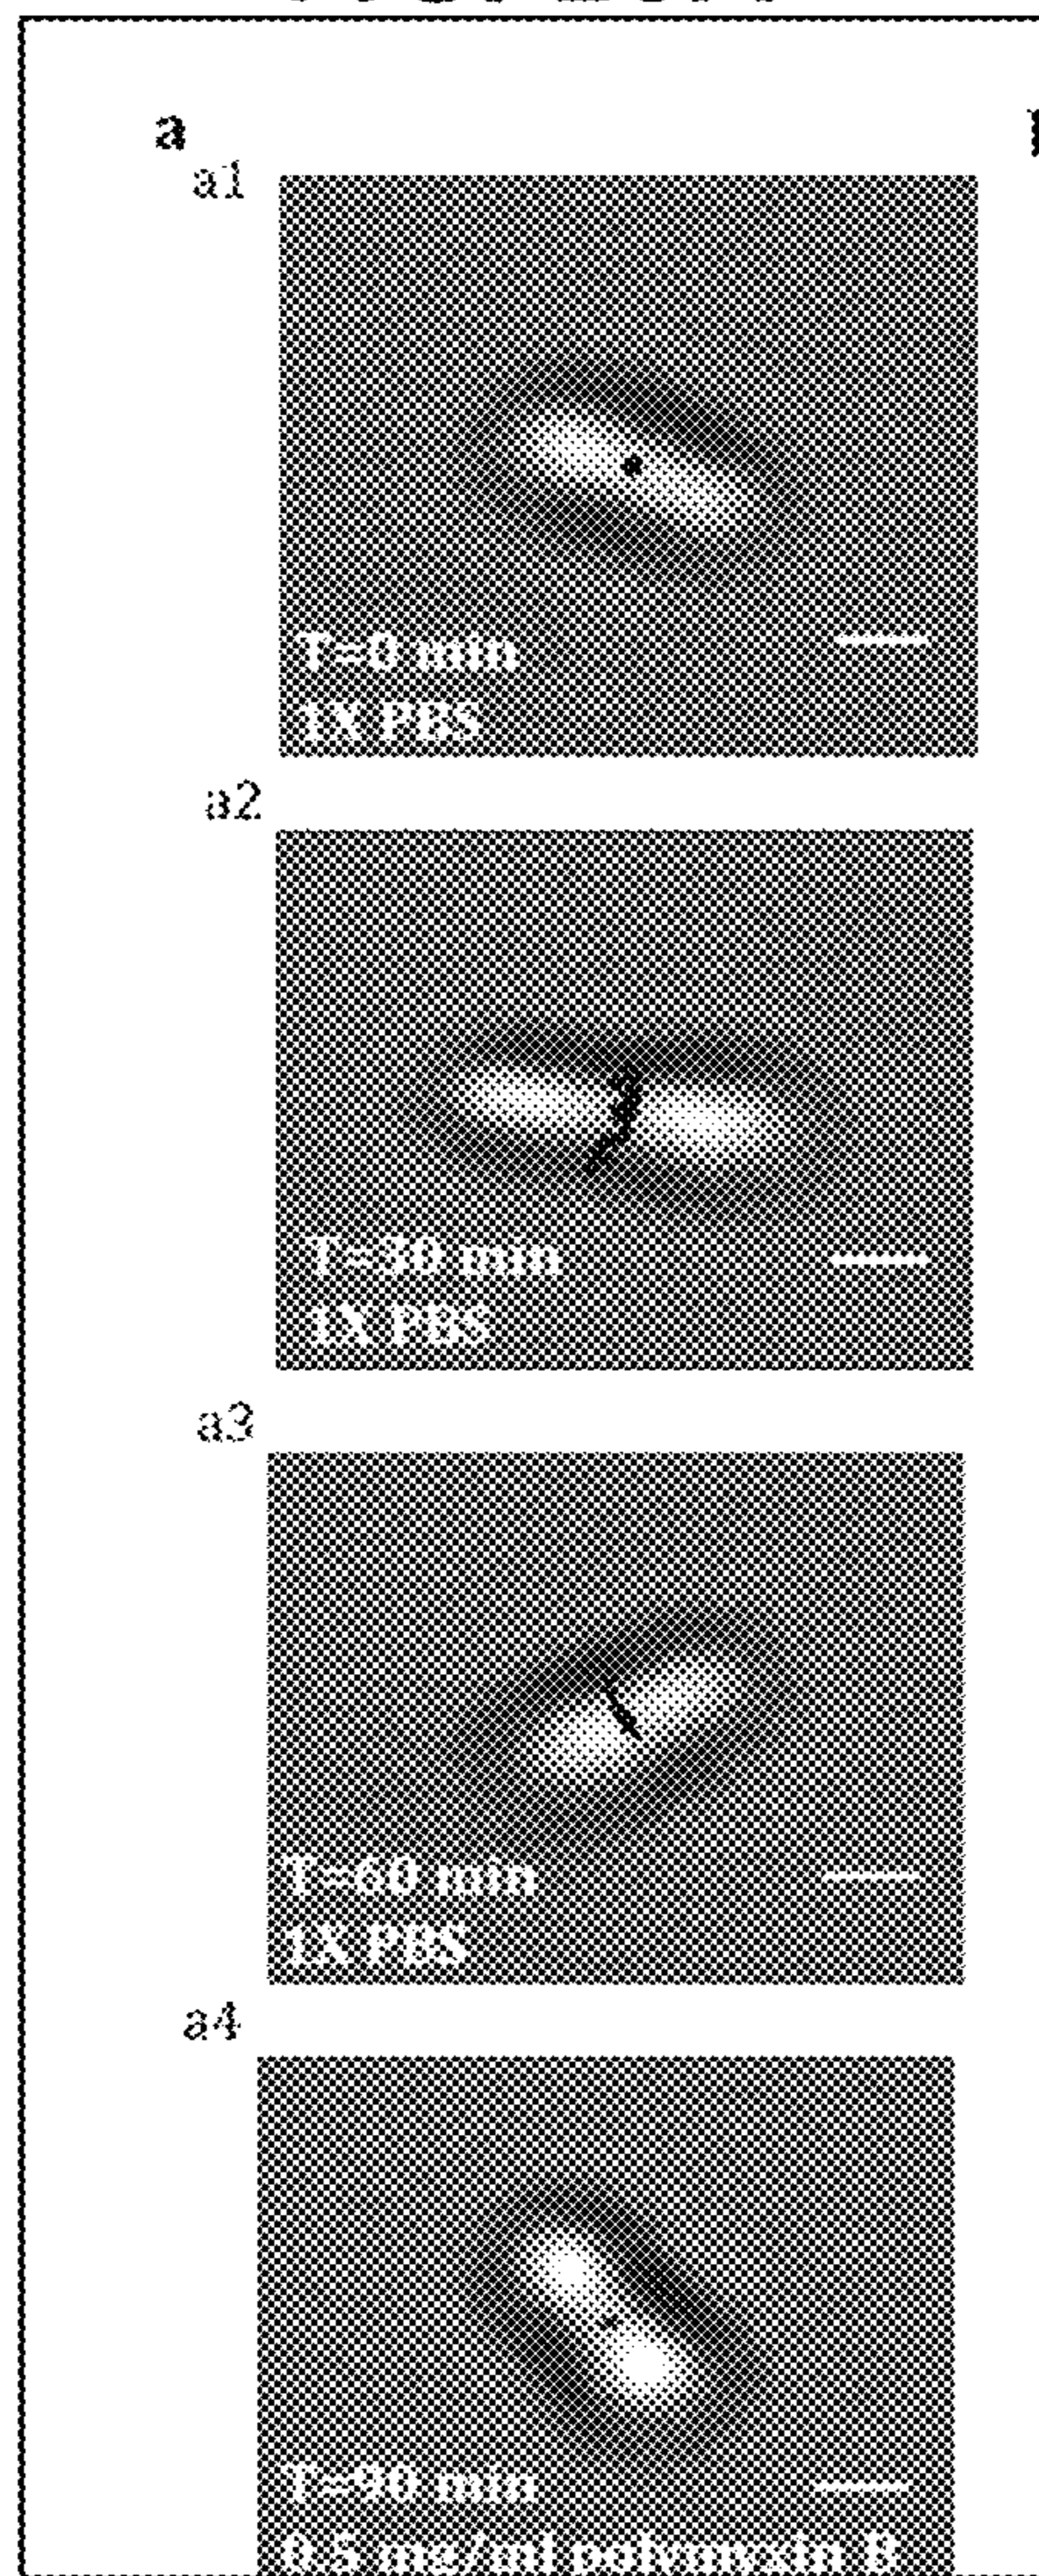 a
a1
T=0 min
1X PBS
a2
T=30 min
1X PBS
a3
T=60 min
1X PBS
a4
T=90 min
0.5 mg/ml polymyxin B